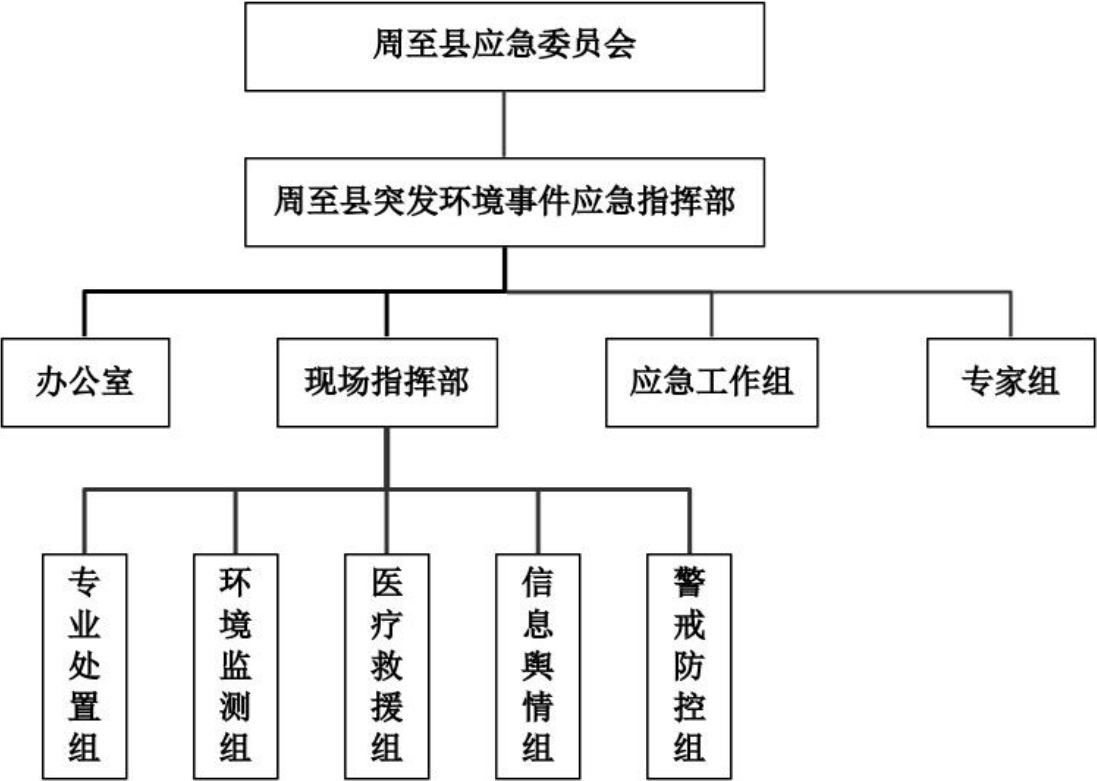 周至县应急委员会
周至县突发环境事件应急指挥部
办公室
现场指挥部
应急工作组
专家组
专业处置组
环境监测组
医疗救援组
信息舆情组
警戒防控组